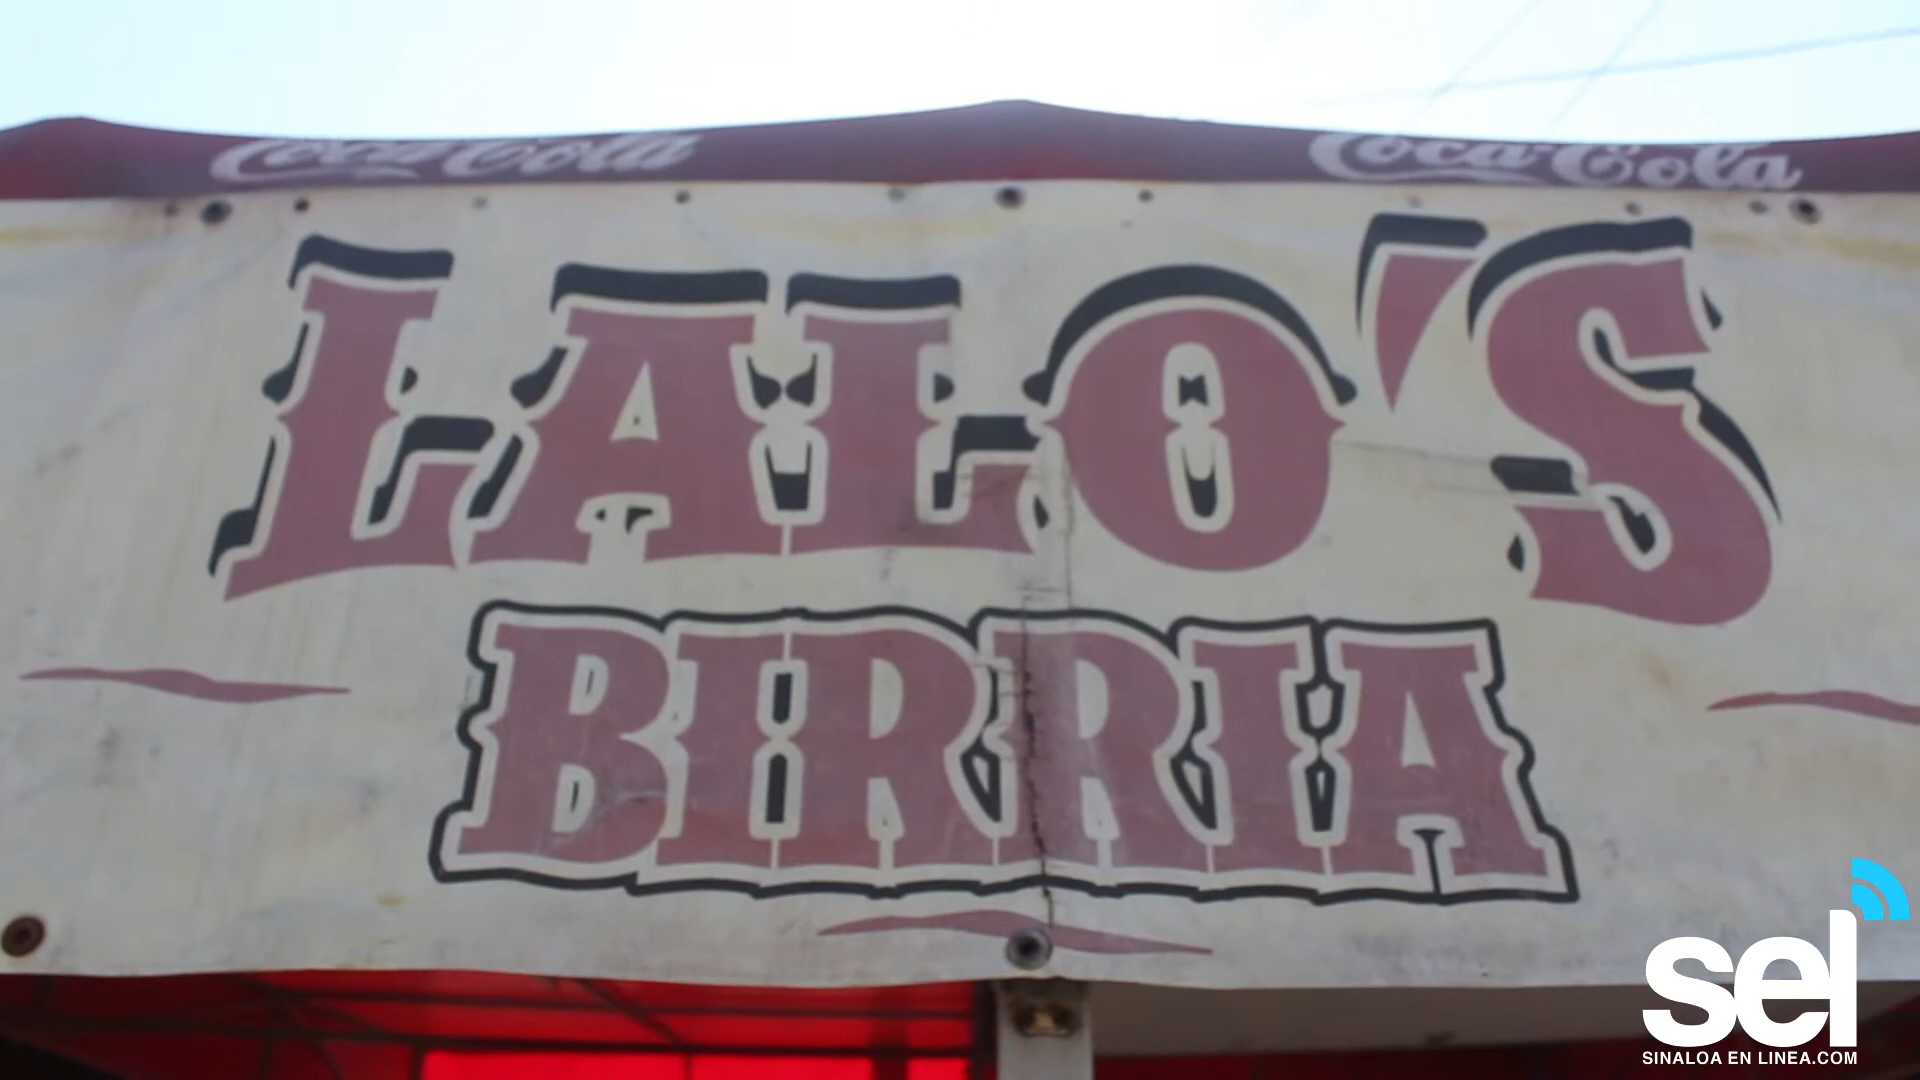 Coca-Cola Coca-Cola
LALO'S
BIRRIA
sel
SINALOA EN LINEA.COM